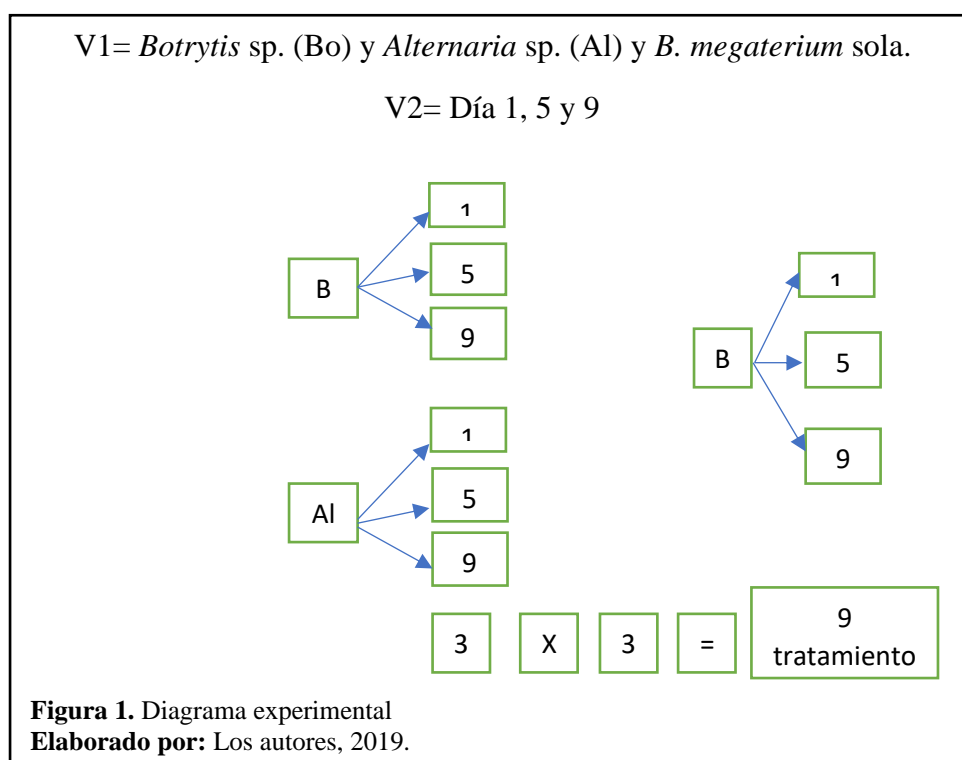 V1= Botrytis sp. (Bo) y Alternaria sp. (Al) y B. megaterium sola.
V2= Día 1, 5 y 9
B
1
5
9
Al
1
5
9
B
1
5
9
3 X 3 =
9
tratamiento
Figura 1. Diagrama experimental
Elaborado por: Los autores, 2019.